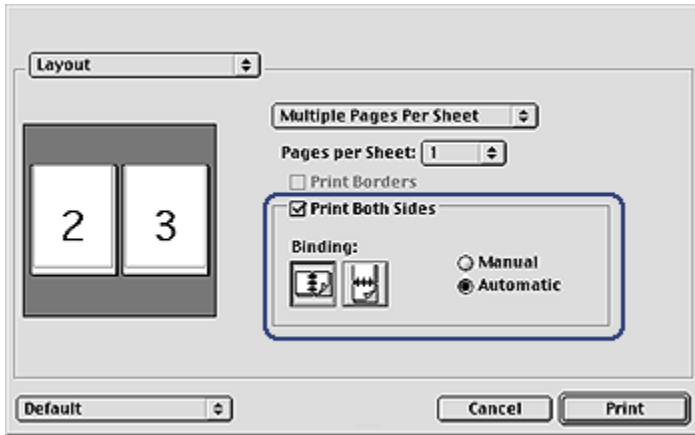 Layout
Multiple Pages Per Sheet
Pages per Sheet: 1
Print Borders
Print Both Sides
2 3
Binding:
Manual
Automatic
Default
Cancel
Print